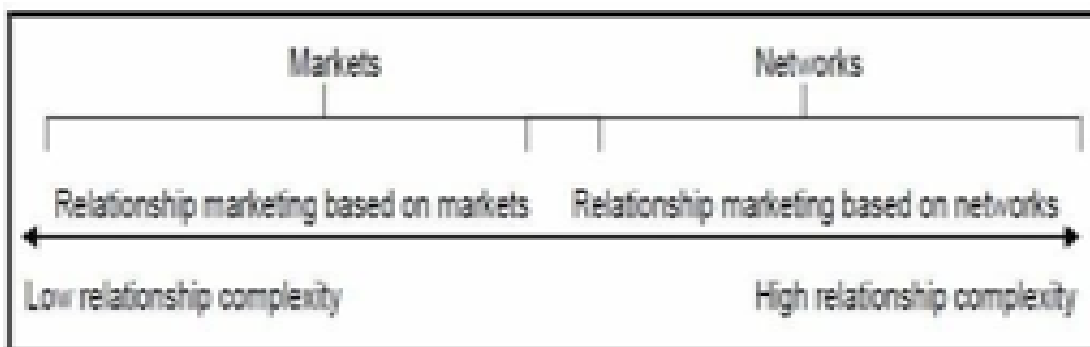 Markets Networks
Relationship marketing based on markets Relationship marketing based on networks
Low relationship complexity High relationship complexity